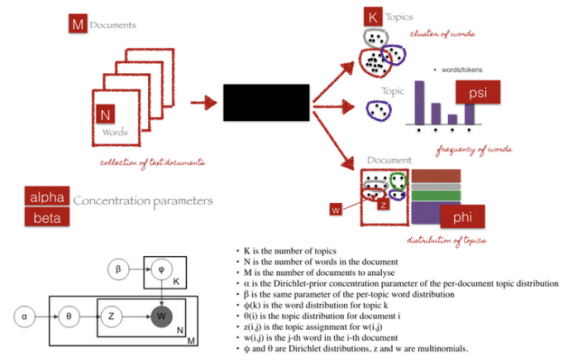 M Documents
K Topics
cluster of words
N
Words
words/tokens
Topic
psi
frequency of words
collection of test documents
Document
w
z
phi
distribution of topics
alpha
beta
Concentration parameters
β
φ
K
α
θ
Z
W
N
M
• K is the number of topics
• N is the number of words in the document
• M is the number of documents to analyse
• α is the Dirichlet-prior concentration parameter of the per-document topic distribution
• β is the same parameter of the per-topic word distribution
• φ(k) is the word distribution for topic k
• θ(i) is the topic distribution for document i
• z(i,j) is the topic assignment for w(i,j)
• w(i,j) is the j-th word in the i-th document
• φ and θ are Dirichlet distributions, z and w are multinomials.